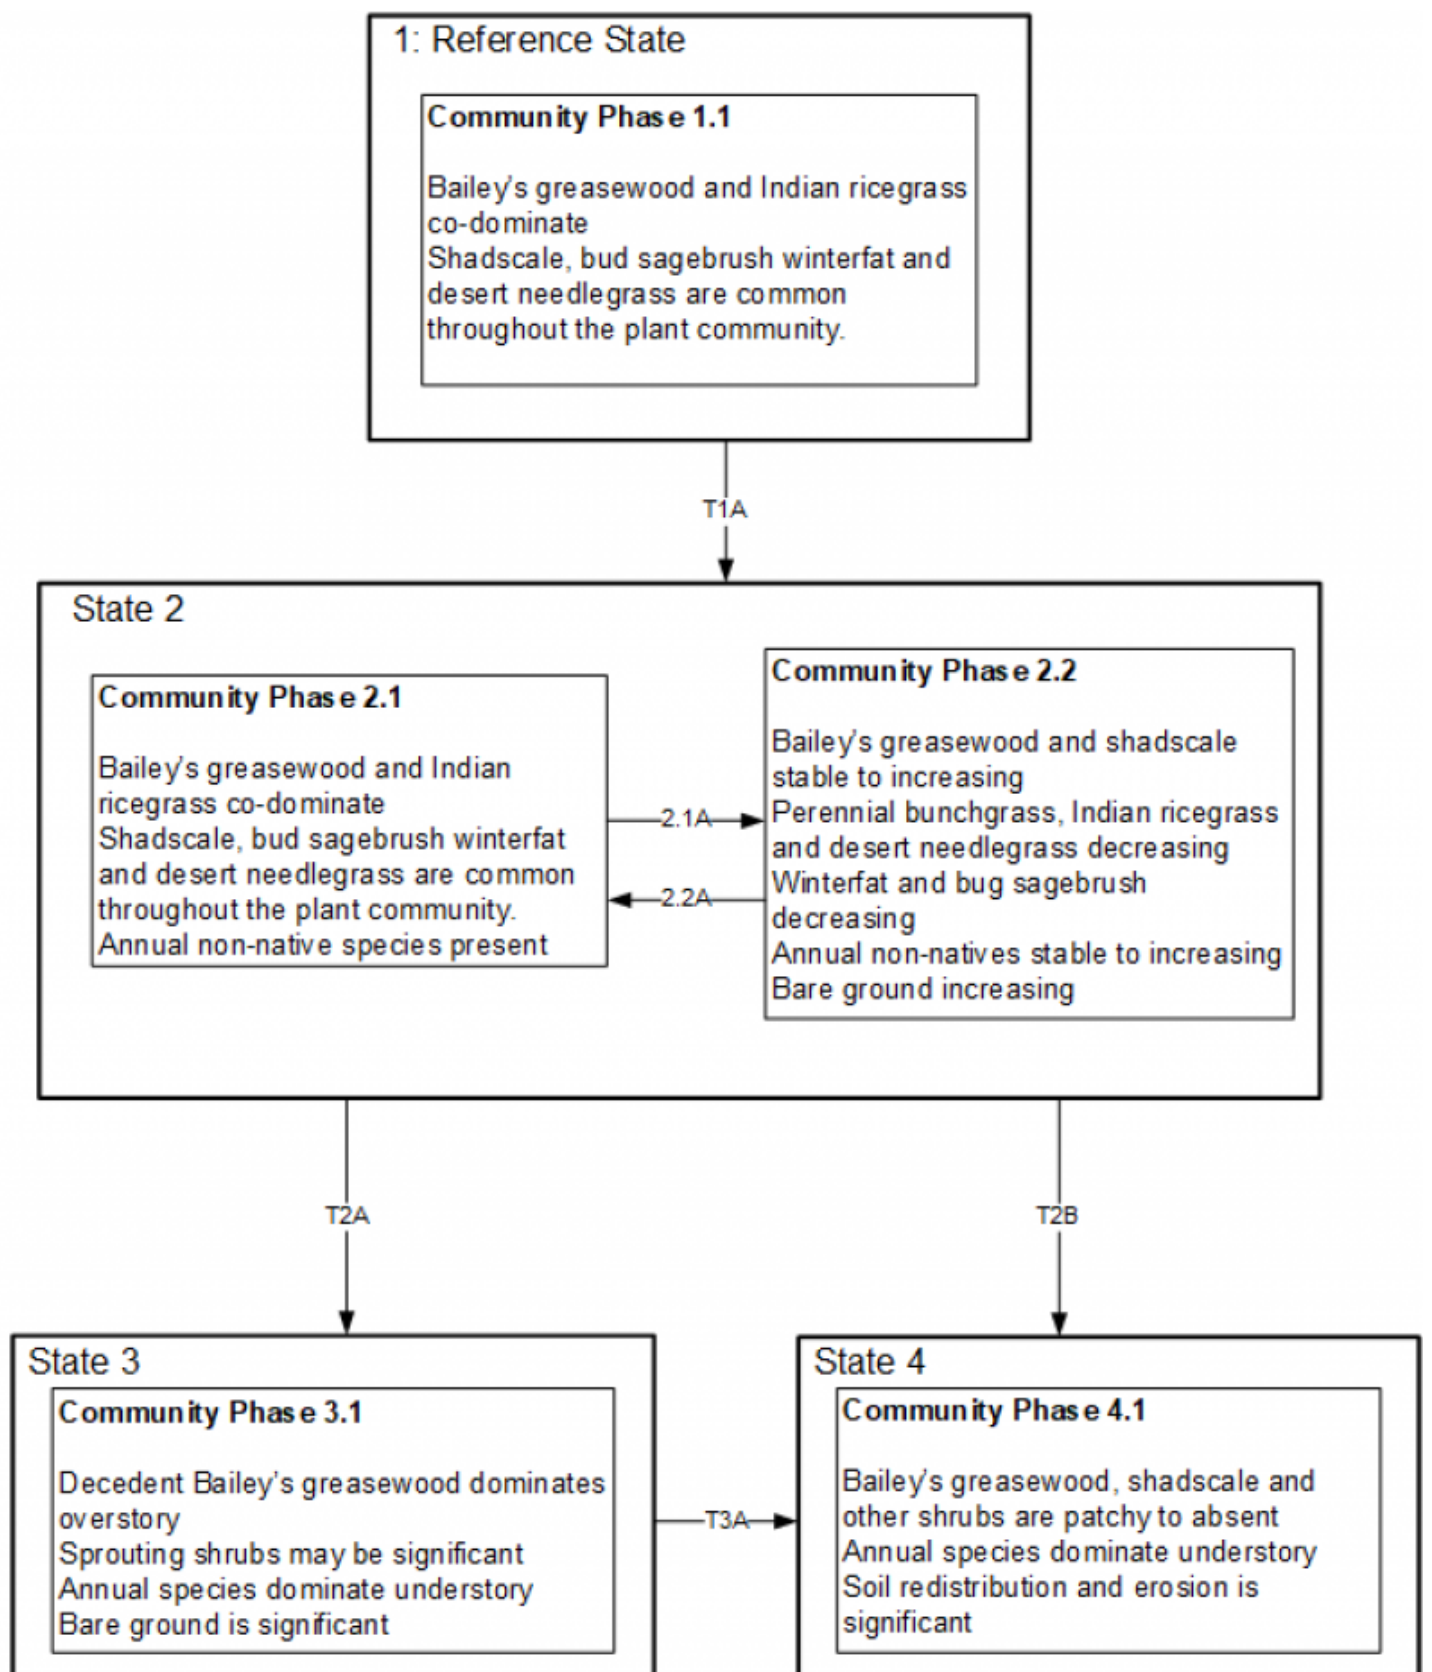 1: Reference State
Community Phase 1.1
Bailey's greasewood and Indian ricegrass
co-dominate
Shadscale, bud sagebrush winterfat and
desert needlegrass are common
throughout the plant community.
T1A
State 2
Community Phase 2.1
Bailey's greasewood and Indian
ricegrass co-dominate
Shadscale, bud sagebrush winterfat
and desert needlegrass are common
throughout the plant community.
Annual non-native species present
2.1A
2.2A
Community Phase 2.2
Bailey's greasewood and shadscale
stable to increasing
Perennial bunchgrass, Indian ricegrass
and desert needlegrass decreasing
Winterfat and bug sagebrush
decreasing
Annual non-natives stable to increasing
Bare ground increasing
T2A
T2B
State 3
Community Phase 3.1
Decedent Bailey's greasewood dominates
overstory
Sprouting shrubs may be significant
Annual species dominate understory
Bare ground is significant
T3A
State 4
Community Phase 4.1
Bailey's greasewood, shadscale and
other shrubs are patchy to absent
Annual species dominate understory
Soil redistribution and erosion is
significant